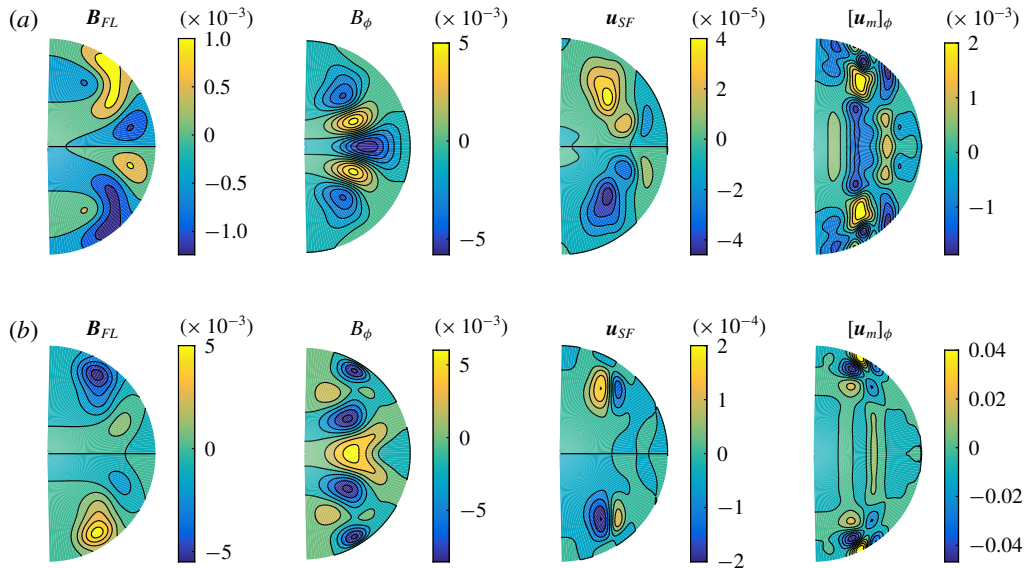 (a) B_FL (× 10⁻³) B_ϕ (× 10⁻³) u_SF (× 10⁻⁵) [u_m]_ϕ (× 10⁻³)
1.0 5 4 2
0.5 2 1
0 0 0 0
−0.5 −2 −1
−1.0 −5 −4
(b) B_FL (× 10⁻³) B_ϕ (× 10⁻³) u_SF (× 10⁻⁴) [u_m]_ϕ
5 5 2 0.04
1 0.02
0 0 0 0
−1 −0.02
−5 −5 −2 −0.04